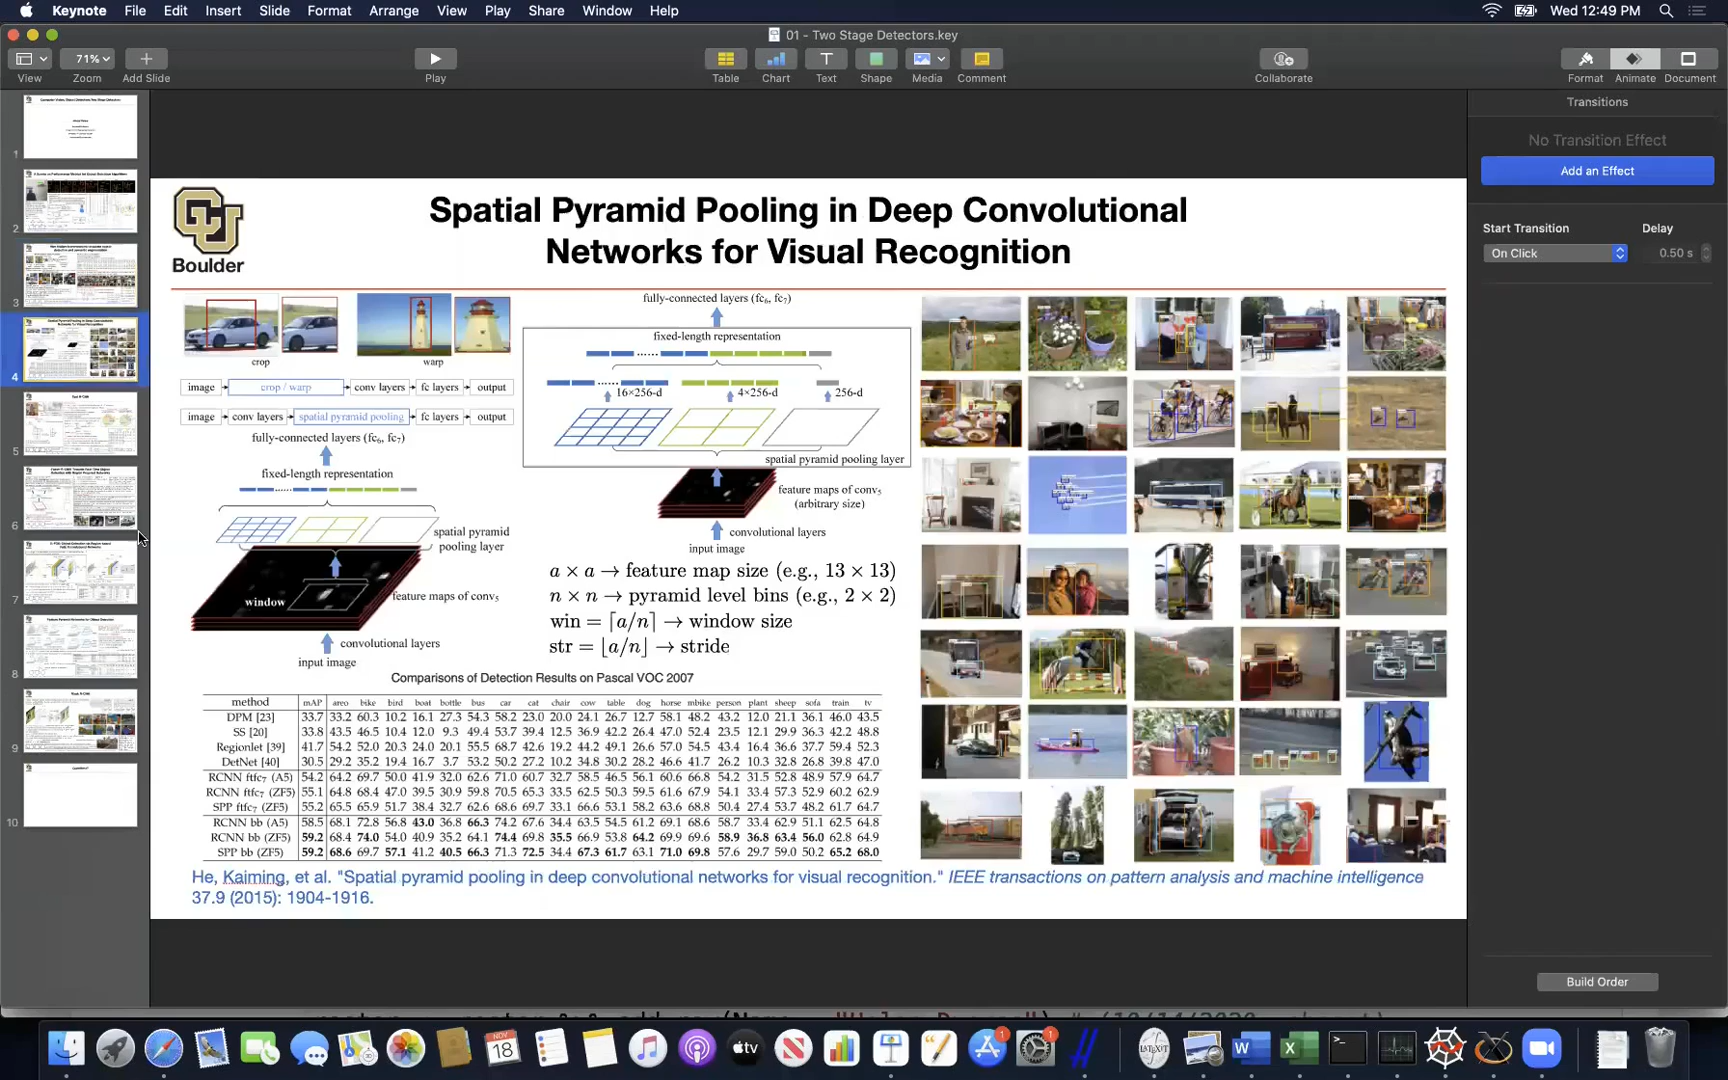 Keynote File Edit Insert Slide Format Arrange View Play Share Window Help Wed 12:49 PM
01 - Two Stage Detectors.key
71%
View Zoom Add Slide Play Table Chart Text Shape Media Comment Collaborate Format Animate Document
Transitions
No Transition Effect
Add an Effect
Start Transition Delay
On Click 0.50 s
Build Order
1
2
3
4
5
6
7
8
9
10
Boulder
Spatial Pyramid Pooling in Deep Convolutional
Networks for Visual Recognition
crop warp
image crop / warp conv layers fc layers output
image conv layers spatial pyramid pooling fc layers output
fully-connected layers (fc₆, fc₇)
fixed-length representation
spatial pyramid
pooling layer
window
feature maps of conv₅
convolutional layers
input image
fully-connected layers (fc₆, fc₇)
fixed-length representation
16×256-d 4×256-d 256-d
spatial pyramid pooling layer
feature maps of conv₅
(arbitrary size)
convolutional layers
input image
a × a → feature map size (e.g., 13 × 13)
n × n → pyramid level bins (e.g., 2 × 2)
win = ⌈a/n⌉ → window size
str = ⌊a/n⌋ → stride
Comparisons of Detection Results on Pascal VOC 2007
method mAP areo bike bird boat bottle bus car cat chair cow table dog horse mbike person plant sheep sofa train tv
DPM [23] 33.7 33.2 60.3 10.2 16.1 27.3 54.3 58.2 23.0 20.0 24.1 26.7 12.7 58.1 48.2 43.2 12.0 21.1 36.1 46.0 43.5
SS [20] 33.8 43.5 46.5 10.4 12.0 9.3 49.4 53.7 39.4 12.5 36.9 42.2 26.4 47.0 52.4 23.5 12.1 29.9 36.3 42.2 48.8
Regionlet [39] 41.7 54.2 52.0 20.3 24.0 20.1 55.5 68.7 42.6 19.2 44.2 49.1 26.6 57.0 54.5 43.4 16.4 36.6 37.7 59.4 52.3
DetNet [40] 30.5 29.2 35.2 19.4 16.7 3.7 53.2 50.2 27.2 10.2 34.8 30.2 28.2 46.6 41.7 26.2 10.3 32.8 26.8 39.8 47.0
RCNN ftfc₇ (A5) 54.2 64.2 69.7 50.0 41.9 32.0 62.6 71.0 60.7 32.7 58.5 46.5 56.1 60.6 66.8 54.2 31.5 52.8 48.9 57.9 64.7
RCNN ftfc₇ (ZF5) 55.1 64.8 68.4 47.0 39.5 30.9 59.8 70.5 65.3 33.5 62.5 50.3 59.5 61.6 67.9 54.1 33.4 57.3 52.9 60.2 62.9
SPP ftfc₇ (ZF5) 55.2 65.5 65.9 51.7 38.4 32.7 62.6 68.6 69.7 33.1 66.6 53.1 58.2 63.6 68.8 50.4 27.4 53.7 48.2 61.7 64.7
RCNN bb (A5) 58.5 68.1 72.8 56.8 43.0 36.8 66.3 74.2 67.6 34.4 63.5 54.5 61.2 69.1 68.6 58.7 33.4 62.9 51.1 62.5 64.8
RCNN bb (ZF5) 59.2 68.4 74.0 54.0 40.9 35.2 64.1 74.4 69.8 35.5 66.9 53.8 64.2 69.9 69.6 58.9 36.8 63.4 56.0 62.8 64.9
SPP bb (ZF5) 59.2 68.6 69.7 57.1 41.2 40.5 66.3 71.3 72.5 34.4 67.3 61.7 63.1 71.0 69.8 57.6 29.7 59.0 50.2 65.2 68.0
He, Kaiming, et al. "Spatial pyramid pooling in deep convolutional networks for visual recognition." IEEE transactions on pattern analysis and machine intelligence
37.9 (2015): 1904-1916.
NOV
18
tv